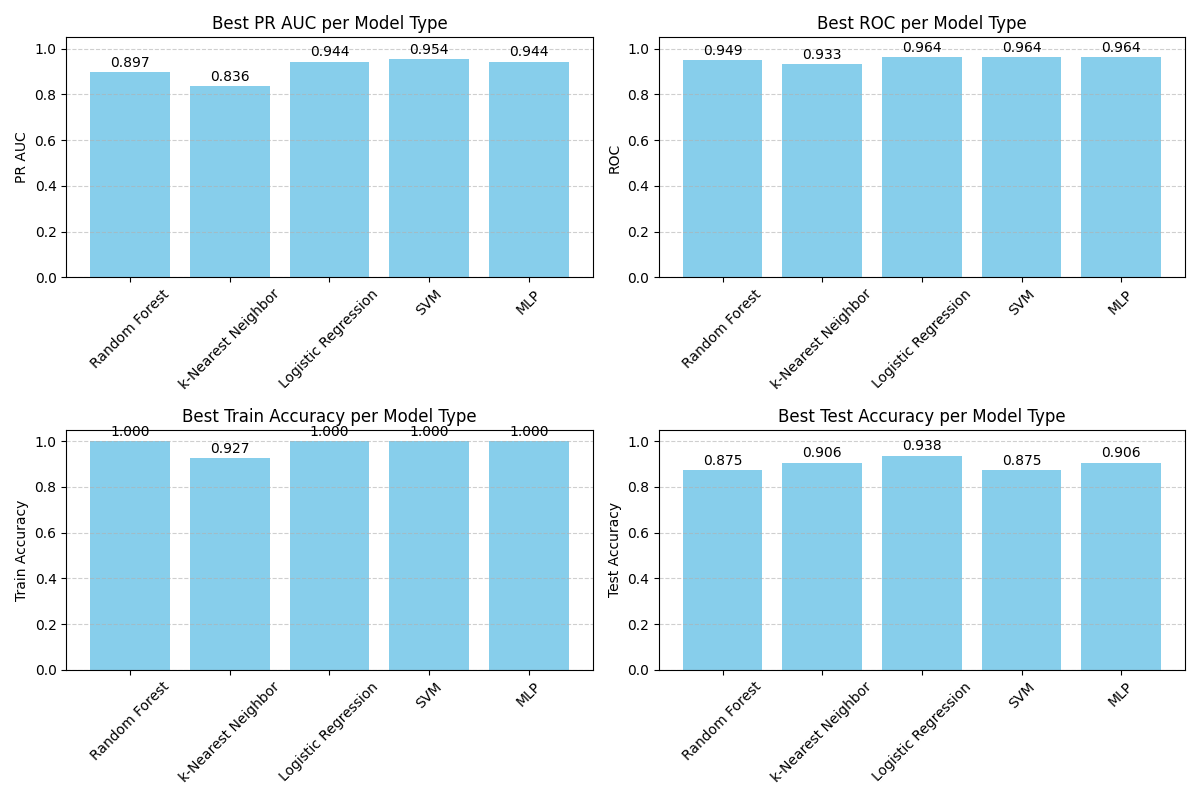 Best PR AUC per Model Type
PR AUC
1.0
0.8
0.6
0.4
0.2
0.0
0.897
0.836
0.944
0.954
0.944
Random Forest
k-Nearest Neighbor
Logistic Regression
SVM
MLP
Best ROC per Model Type
ROC
1.0
0.8
0.6
0.4
0.2
0.0
0.949
0.933
0.964
0.964
0.964
Random Forest
k-Nearest Neighbor
Logistic Regression
SVM
MLP
Best Train Accuracy per Model Type
Train Accuracy
1.0
0.8
0.6
0.4
0.2
0.0
1.000
0.927
1.000
1.000
1.000
Random Forest
k-Nearest Neighbor
Logistic Regression
SVM
MLP
Best Test Accuracy per Model Type
Test Accuracy
1.0
0.8
0.6
0.4
0.2
0.0
0.875
0.906
0.938
0.875
0.906
Random Forest
k-Nearest Neighbor
Logistic Regression
SVM
MLP